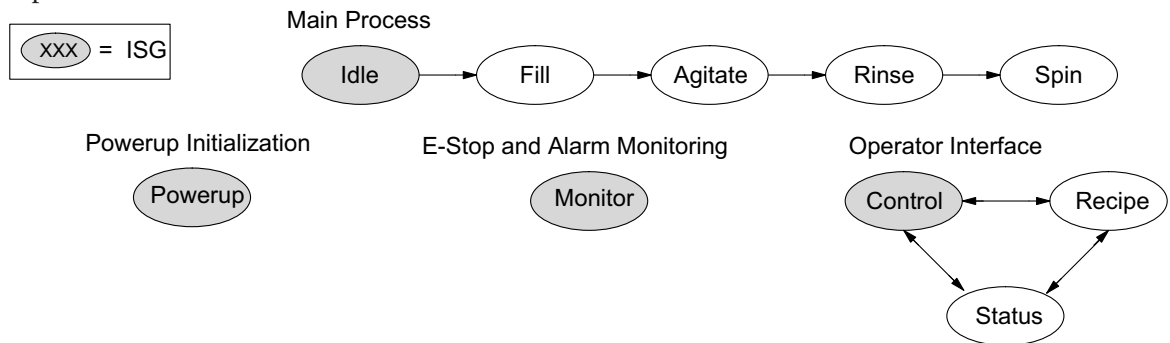 Main Process
XXX = ISG
Idle
Fill
Agitate
Rinse
Spin
Powerup Initialization
E-Stop and Alarm Monitoring
Operator Interface
Powerup
Monitor
Control
Recipe
Status